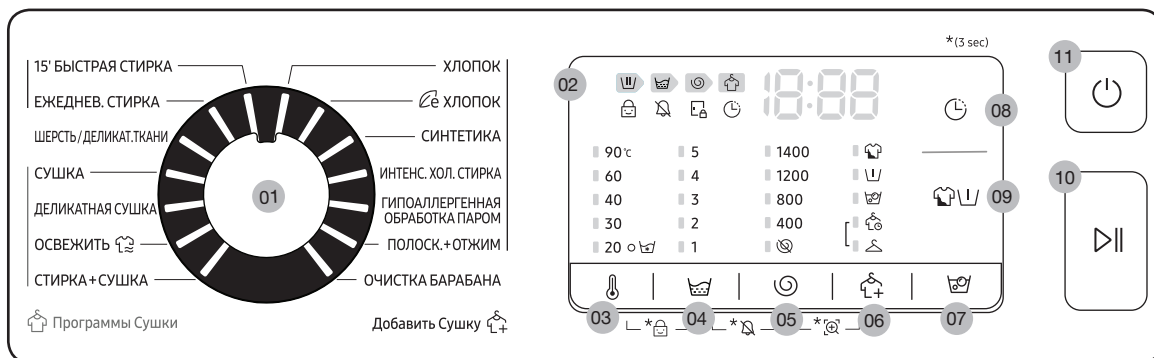 15' БЫСТРАЯ СТИРКА
ЕЖЕДНЕВ. СТИРКА
ШЕРСТЬ/ДЕЛИКАТ.ТКАНИ
СУШКА
ДЕЛИКАТНАЯ СУШКА
ОСВЕЖИТЬ
СТИРКА+СУШКА
Программы Сушки
01
ХЛОПОК
ХЛОПОК
СИНТЕТИКА
ИНТЕНС. ХОЛ. СТИРКА
ГИПОАЛЛЕРГЕННАЯ
ОБРАБОТКА ПАРОМ
ПОЛОСК.+ОТЖИМ
ОЧИСТКА БАРАБАНА
Добавить Сушку
*(3 sec)
02
18:88
08
90℃ 5 1400
60 4 1200
40 3 800
30 2 400
20 1
09
03 04 05 06 07
* * *
11
10